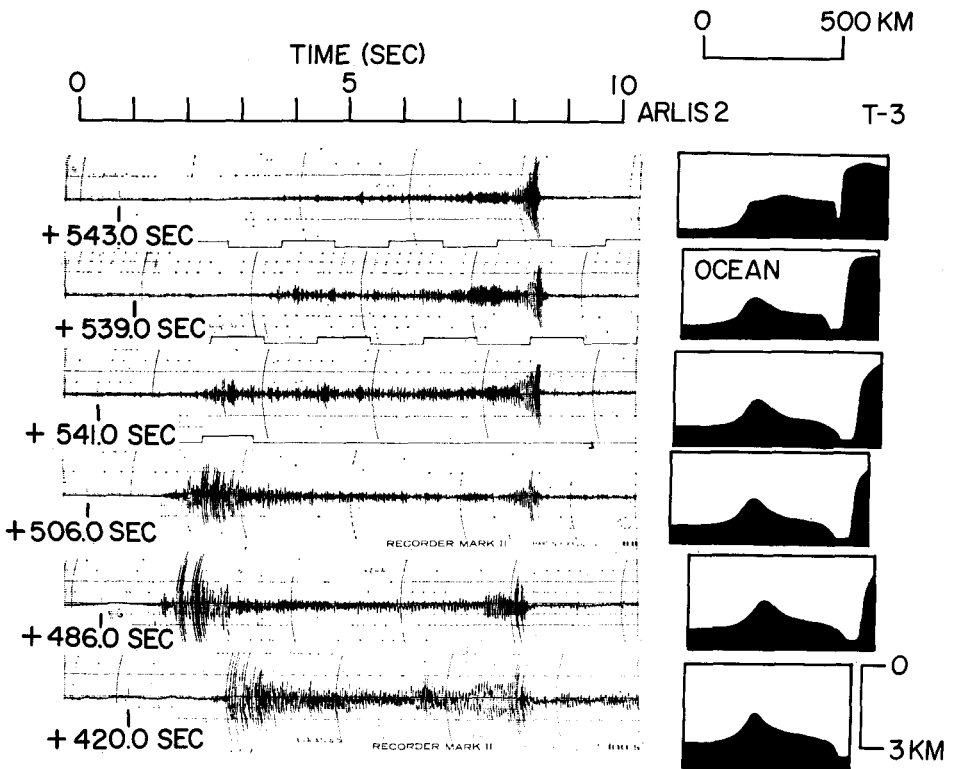 0 500 KM
TIME (SEC)
0 5 10
ARLIS 2 T-3
+ 543.0 SEC
OCEAN
+ 539.0 SEC
+ 541.0 SEC
+ 506.0 SEC
RECORDER MARK II
+ 486.0 SEC
0
+ 420.0 SEC
RECORDER MARK II
3 KM